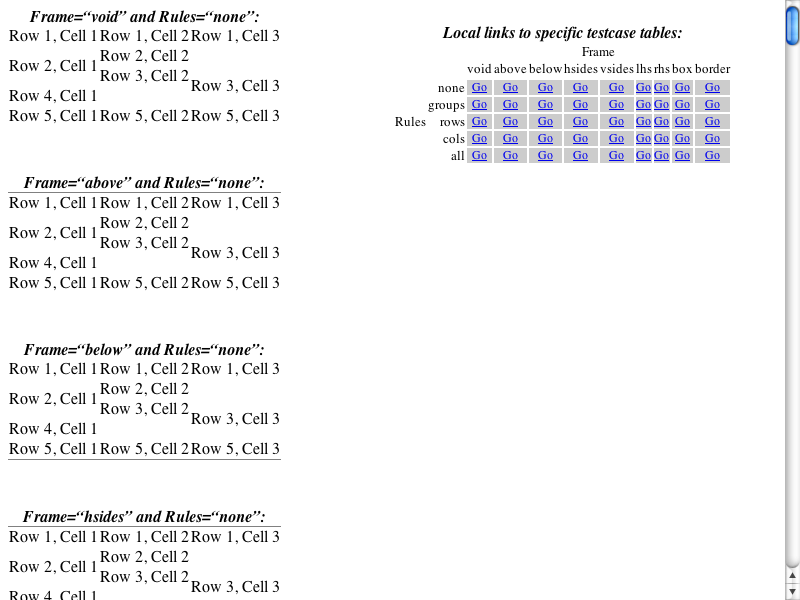 Frame=“void” and Rules=“none”:
Row 1, Cell 1 Row 1, Cell 2 Row 1, Cell 3
Row 2, Cell 2
Row 2, Cell 1
Row 3, Cell 2
Row 3, Cell 3
Row 4, Cell 1
Row 5, Cell 1 Row 5, Cell 2 Row 5, Cell 3
Frame=“above” and Rules=“none”:
Row 1, Cell 1 Row 1, Cell 2 Row 1, Cell 3
Row 2, Cell 2
Row 2, Cell 1
Row 3, Cell 2
Row 3, Cell 3
Row 4, Cell 1
Row 5, Cell 1 Row 5, Cell 2 Row 5, Cell 3
Frame=“below” and Rules=“none”:
Row 1, Cell 1 Row 1, Cell 2 Row 1, Cell 3
Row 2, Cell 2
Row 2, Cell 1
Row 3, Cell 2
Row 3, Cell 3
Row 4, Cell 1
Row 5, Cell 1 Row 5, Cell 2 Row 5, Cell 3
Frame=“hsides” and Rules=“none”:
Row 1, Cell 1 Row 1, Cell 2 Row 1, Cell 3
Row 2, Cell 2
Row 2, Cell 1
Row 3, Cell 2
Row 3, Cell 3
Row 4, Cell 1
Local links to specific testcase tables:
Frame
void above below hsides vsides lhs rhs box border
none Go Go Go Go Go Go Go Go Go
groups Go Go Go Go Go Go Go Go Go
Rules rows Go Go Go Go Go Go Go Go Go
cols Go Go Go Go Go Go Go Go Go
all Go Go Go Go Go Go Go Go Go